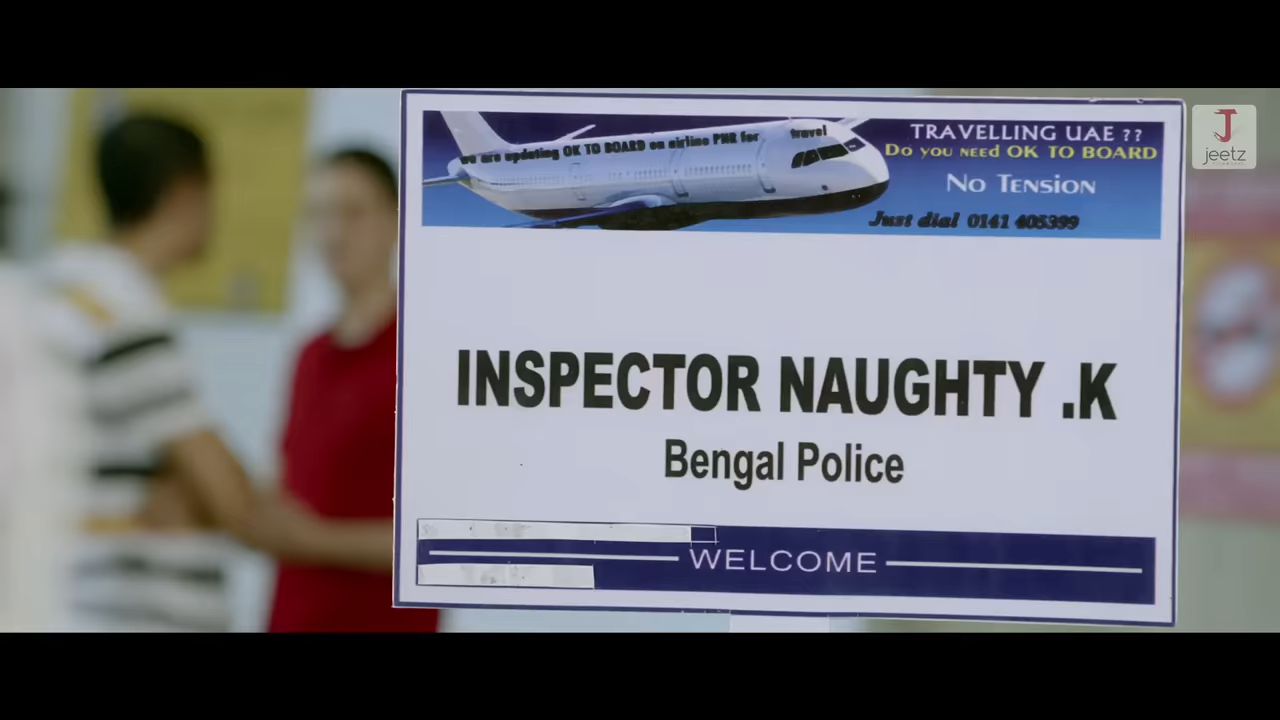 we are updating OK TO BOARD on airline PNR for travel
TRAVELLING UAE ??
Do you need OK TO BOARD
No Tension
Just dial 0141 405399
INSPECTOR NAUGHTY .K
Bengal Police
WELCOME
J
jeetz